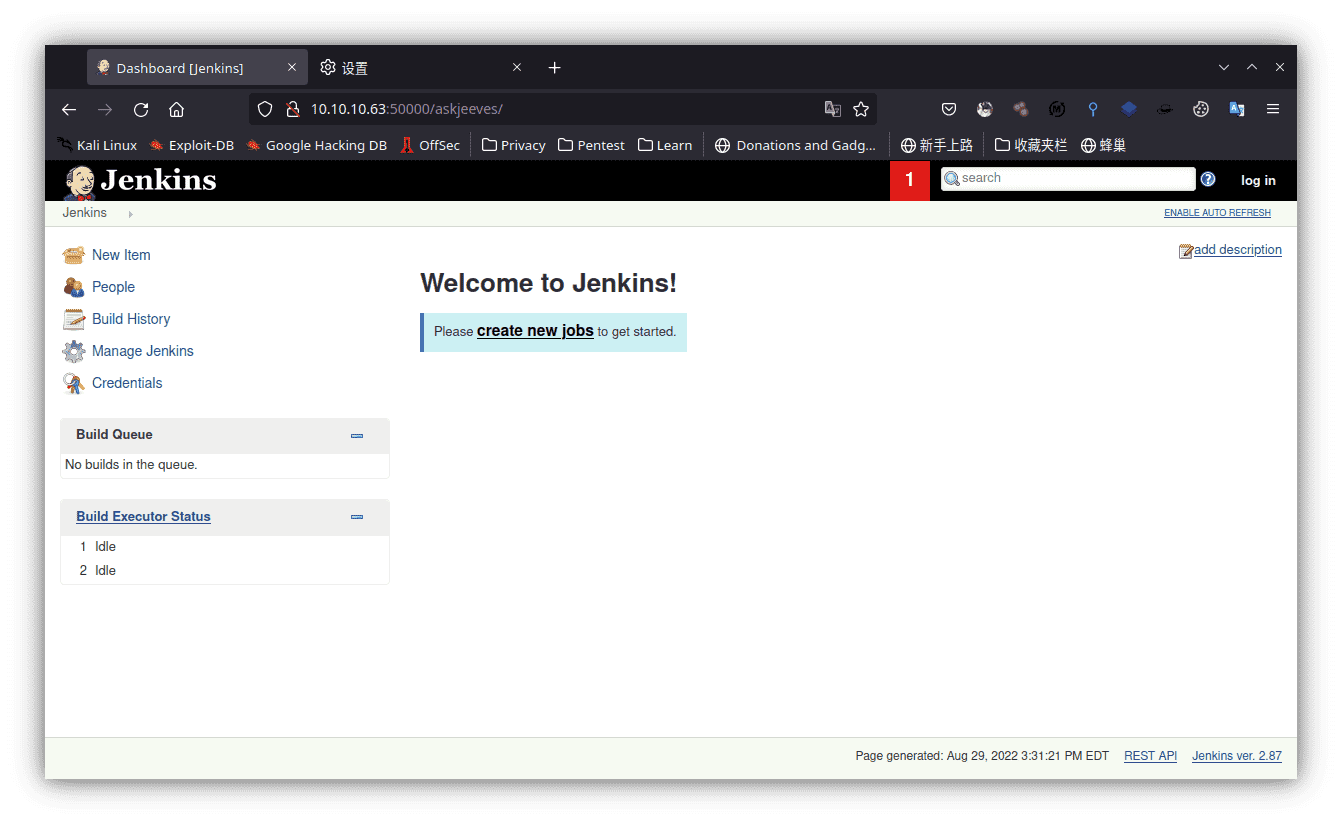 Dashboard [Jenkins] 设置
10.10.10.63:50000/askjeeves/
Kali Linux Exploit-DB Google Hacking DB OffSec Privacy Pentest Learn Donations and Gadg... 新手上路 收藏夹栏 蜂巢
Jenkins 1 search log in
Jenkins ENABLE AUTO REFRESH
add description
New Item
People
Build History
Manage Jenkins
Credentials
Welcome to Jenkins!
Please create new jobs to get started.
Build Queue
No builds in the queue.
Build Executor Status
1 Idle
2 Idle
Page generated: Aug 29, 2022 3:31:21 PM EDT REST API Jenkins ver. 2.87